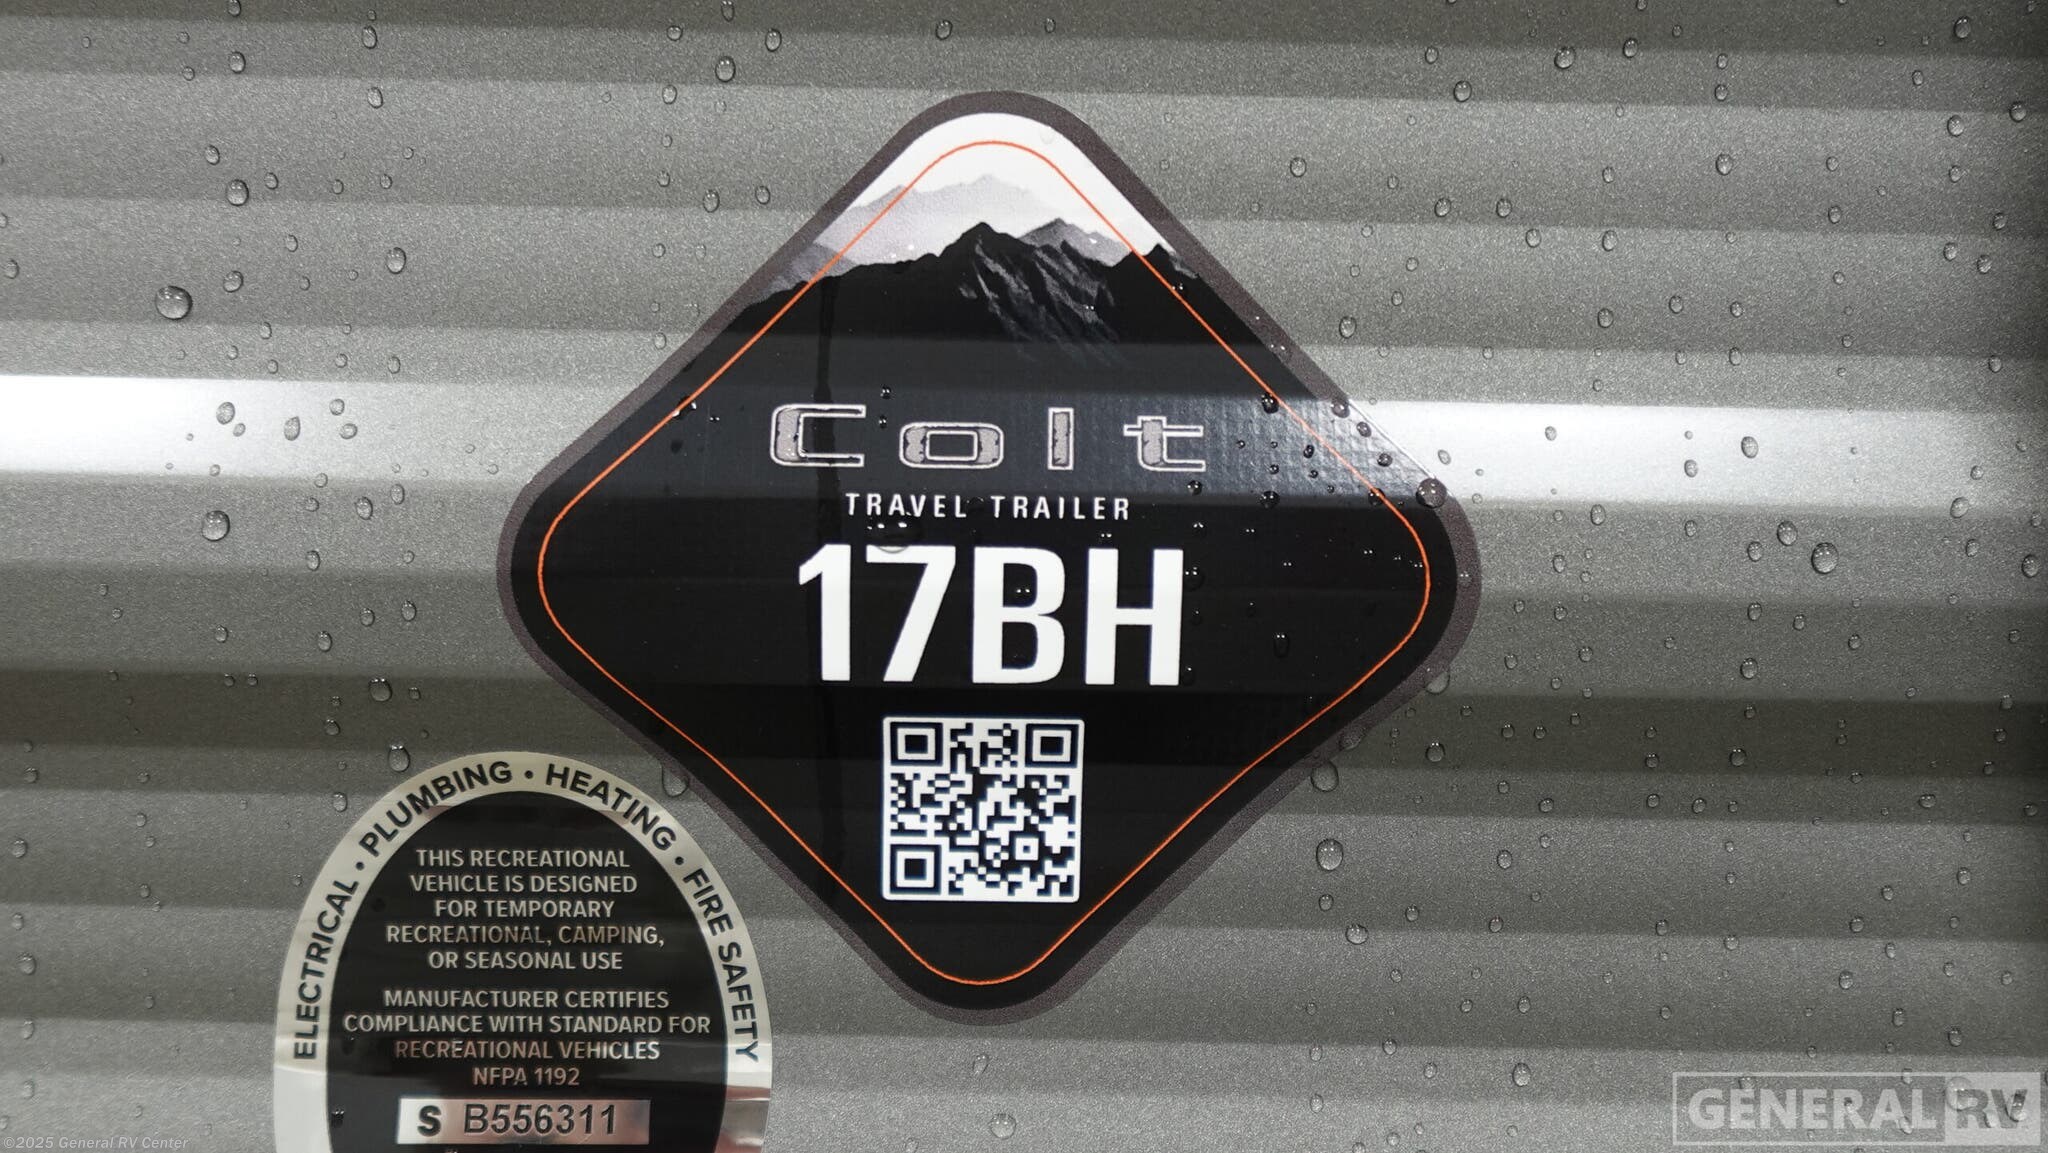 Colt
TRAVEL TRAILER
17BH
ELECTRICAL • PLUMBING • HEATING • FIRE SAFETY
THIS RECREATIONAL
VEHICLE IS DESIGNED
FOR TEMPORARY
RECREATIONAL, CAMPING,
OR SEASONAL USE
MANUFACTURER CERTIFIES
COMPLIANCE WITH STANDARD FOR
RECREATIONAL VEHICLES
NFPA 1192
S B556311
©2025 General RV Center
GENERAL RV